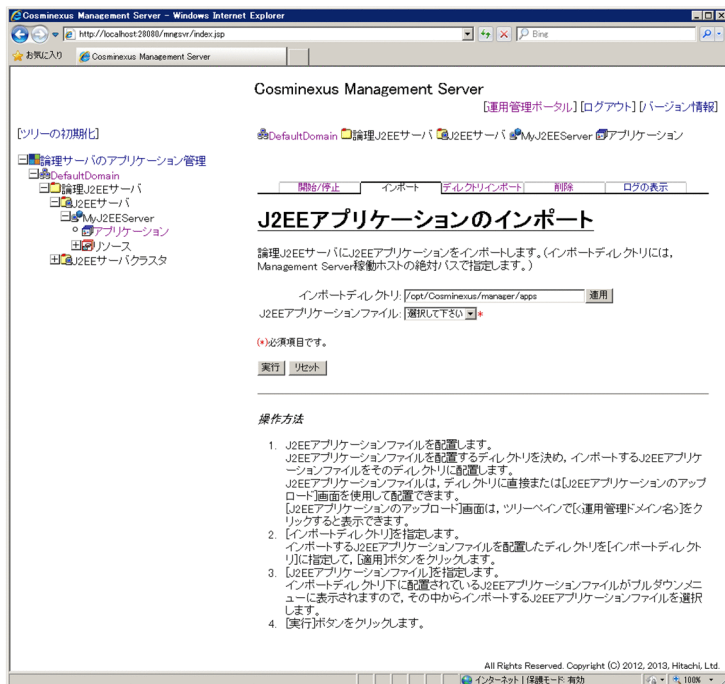 Cosminexus Management Server - Windows Internet Explorer
http://localhost:28080/mngsvr/index.jsp
Bing
お気に入り
Cosminexus Management Server
Cosminexus Management Server
[運用管理ポータル] [ログアウト] [バージョン情報]
[ツリーの初期化]
DefaultDomain 論理J2EEサーバ J2EEサーバ MyJ2EEServer アプリケーション
論理サーバのアプリケーション管理
DefaultDomain
論理J2EEサーバ
J2EEサーバ
MyJ2EEServer
アプリケーション
リソース
J2EEサーバクラスタ
開始/停止 インポート ディレクトリインポート 削除 ログの表示
J2EEアプリケーションのインポート
論理J2EEサーバにJ2EEアプリケーションをインポートします。(インポートディレクトリには,
Management Server稼働ホストの絶対パスで指定します。)
インポートディレクトリ: /opt/Cosminexus/manager/apps 適用
J2EEアプリケーションファイル: 選択して下さい *
(*)必須項目です。
実行 リセット
操作方法
1. J2EEアプリケーションファイルを配置します。
J2EEアプリケーションファイルを配置するディレクトリを決め, インポートするJ2EEアプリケ
ーションファイルをそのディレクトリに配置します。
J2EEアプリケーションファイルは, ディレクトリに直接または[J2EEアプリケーションのアップ
ロード]画面を使用して配置できます。
[J2EEアプリケーションのアップロード]画面は, ツリーペインで[<運用管理ドメイン名>]をク
リックすると表示できます。
2. [インポートディレクトリ]を指定します。
インポートするJ2EEアプリケーションファイルを配置したディレクトリを[インポートディレクト
リ]に指定して, [適用]ボタンをクリックします。
3. [J2EEアプリケーションファイル]を指定します。
インポートディレクトリ下に配置されているJ2EEアプリケーションファイルがプルダウンメニ
ューに表示されますので, その中からインポートするJ2EEアプリケーションファイルを選択
します。
4. [実行]ボタンをクリックします。
All Rights Reserved. Copyright (C) 2012, 2013, Hitachi, Ltd.
インターネット | 保護モード: 有効
100%